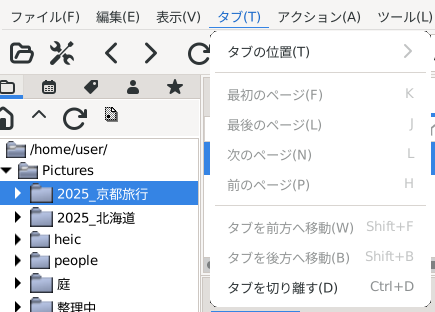 ファイル(F) 編集(E) 表示(V) タブ(T) アクション(A) ツール(L)
タブの位置(T)
最初のページ(F) K
最後のページ(L) J
次のページ(N) L
前のページ(P) H
タブを前方へ移動(W) Shift+F
タブを後方へ移動(B) Shift+B
タブを切り離す(D) Ctrl+D
/home/user/
Pictures
2025_京都旅行
2025_北海道
heic
people
庭
整理中